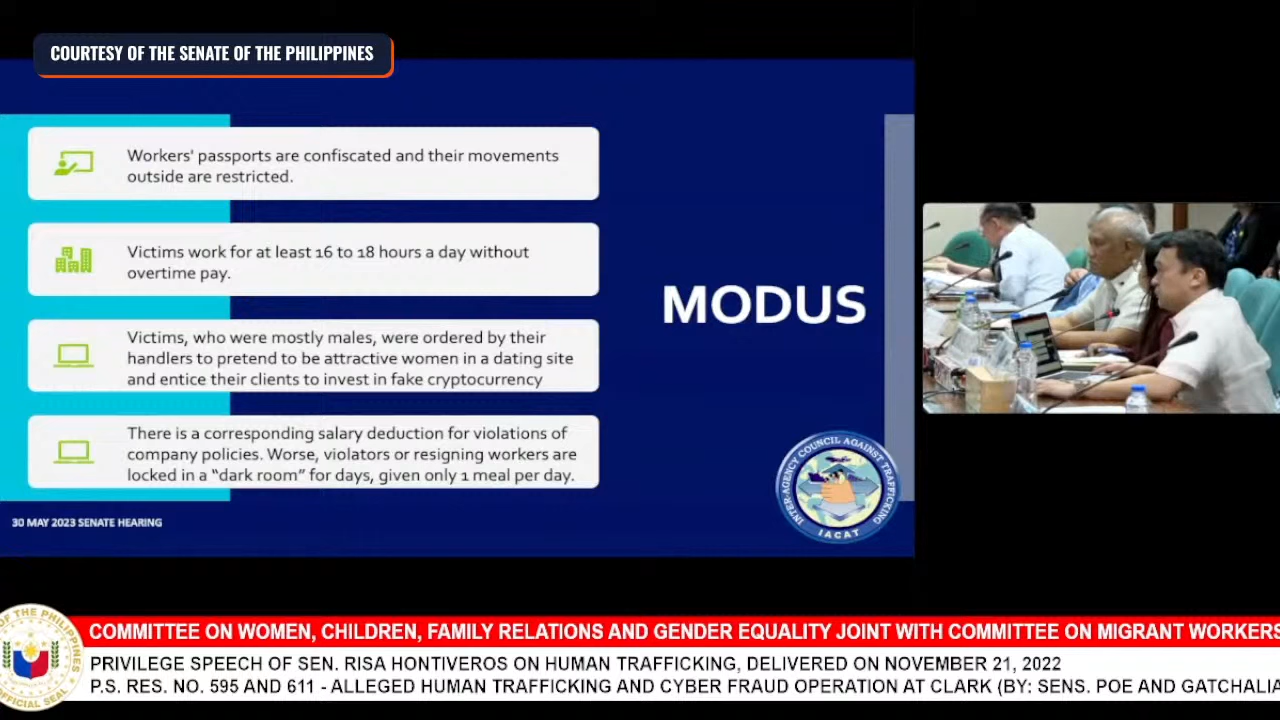 COURTESY OF THE SENATE OF THE PHILIPPINES
Workers' passports are confiscated and their movements
outside are restricted.
Victims work for at least 16 to 18 hours a day without
overtime pay.
Victims, who were mostly males, were ordered by their
handlers to pretend to be attractive women in a dating site
and entice their clients to invest in fake cryptocurrency
There is a corresponding salary deduction for violations of
company policies. Worse, violators or resigning workers are
locked in a “dark room” for days, given only 1 meal per day.
MODUS
INTER-AGENCY COUNCIL AGAINST TRAFFICKING
IACAT
30 MAY 2023 SENATE HEARING
COMMITTEE ON WOMEN, CHILDREN, FAMILY RELATIONS AND GENDER EQUALITY JOINT WITH COMMITTEE ON MIGRANT WORKERS
PRIVILEGE SPEECH OF SEN. RISA HONTIVEROS ON HUMAN TRAFFICKING, DELIVERED ON NOVEMBER 21, 2022
P.S. RES. NO. 595 AND 611 - ALLEGED HUMAN TRAFFICKING AND CYBER FRAUD OPERATION AT CLARK (BY: SENS. POE AND GATCHALIA
OF THE PHILIPPINES
OFFICIAL SEAL